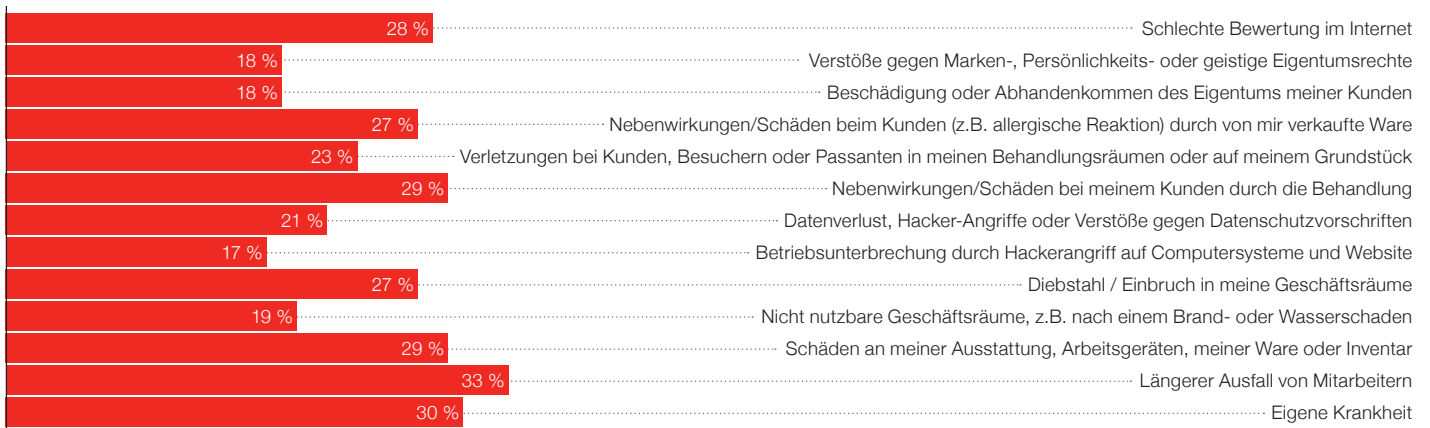 28 % Schlechte Bewertung im Internet
18 % Verstöße gegen Marken-, Persönlichkeits- oder geistige Eigentumsrechte
18 % Beschädigung oder Abhandenkommen des Eigentums meiner Kunden
27 % Nebenwirkungen/Schäden beim Kunden (z.B. allergische Reaktion) durch von mir verkaufte Ware
23 % Verletzungen bei Kunden, Besuchern oder Passanten in meinen Behandlungsräumen oder auf meinem Grundstück
29 % Nebenwirkungen/Schäden bei meinem Kunden durch die Behandlung
21 % Datenverlust, Hacker-Angriffe oder Verstöße gegen Datenschutzvorschriften
17 % Betriebsunterbrechung durch Hackerangriff auf Computersysteme und Website
27 % Diebstahl / Einbruch in meine Geschäftsräume
19 % Nicht nutzbare Geschäftsräume, z.B. nach einem Brand- oder Wasserschaden
29 % Schäden an meiner Ausstattung, Arbeitsgeräten, meiner Ware oder Inventar
33 % Längerer Ausfall von Mitarbeitern
30 % Eigene Krankheit